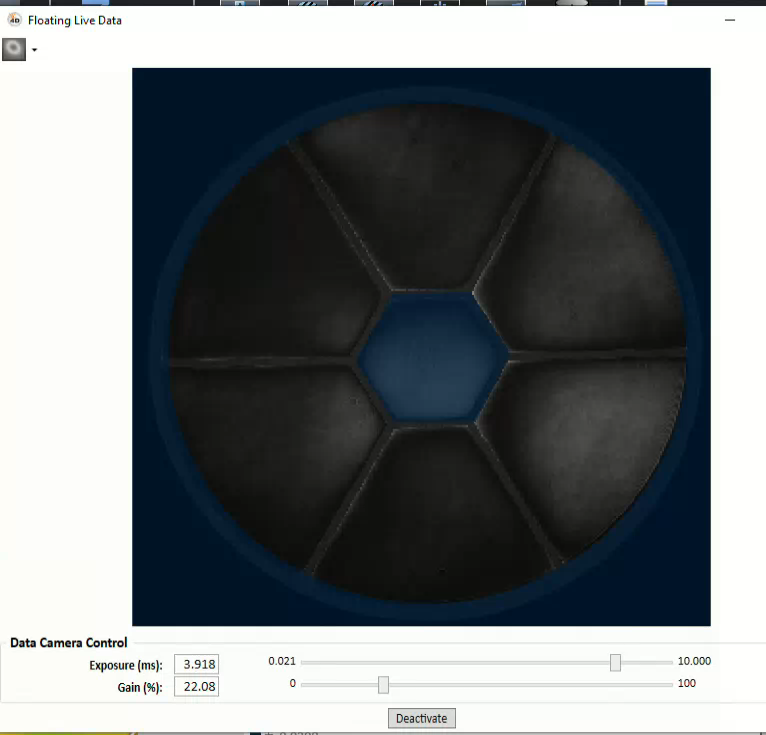 4D Floating Live Data
Data Camera Control
Exposure (ms): 3.918 0.021 10.000
Gain (%): 22.08 0 100
Deactivate